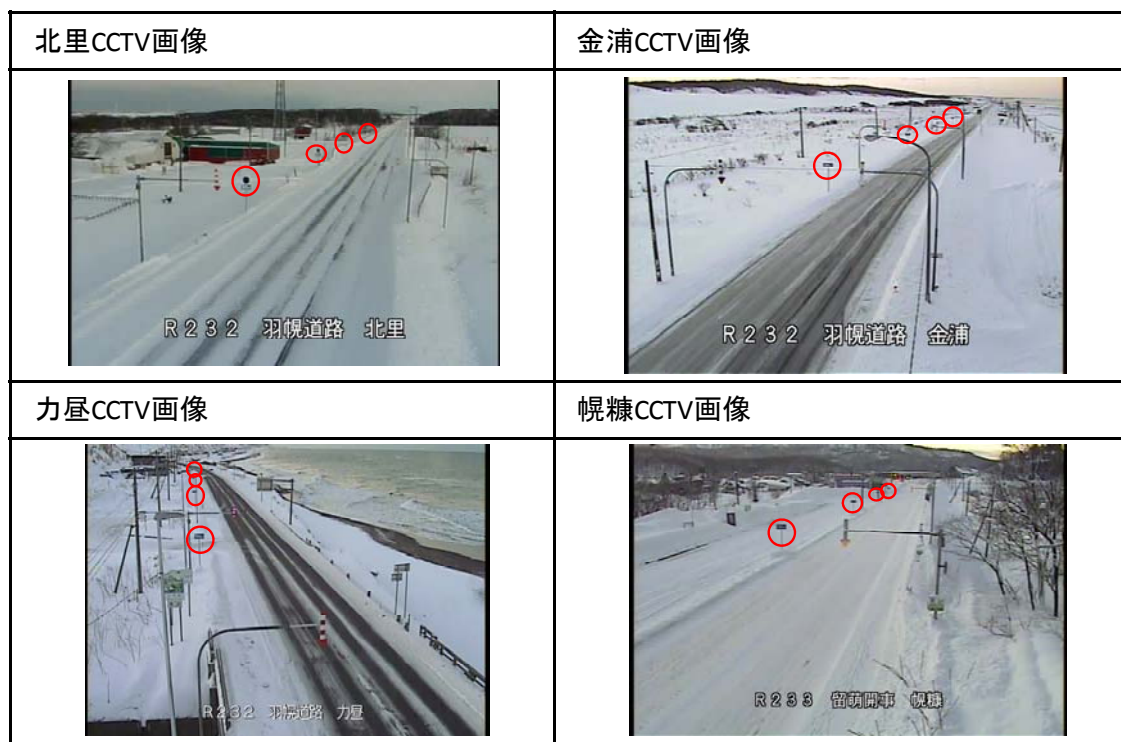 北里CCTV画像
金浦CCTV画像
R232 羽幌道路 北里
R232 羽幌道路 金浦
力昼CCTV画像
幌糠CCTV画像
R232 羽幌道路 力昼
R233 留萌開事 幌糠